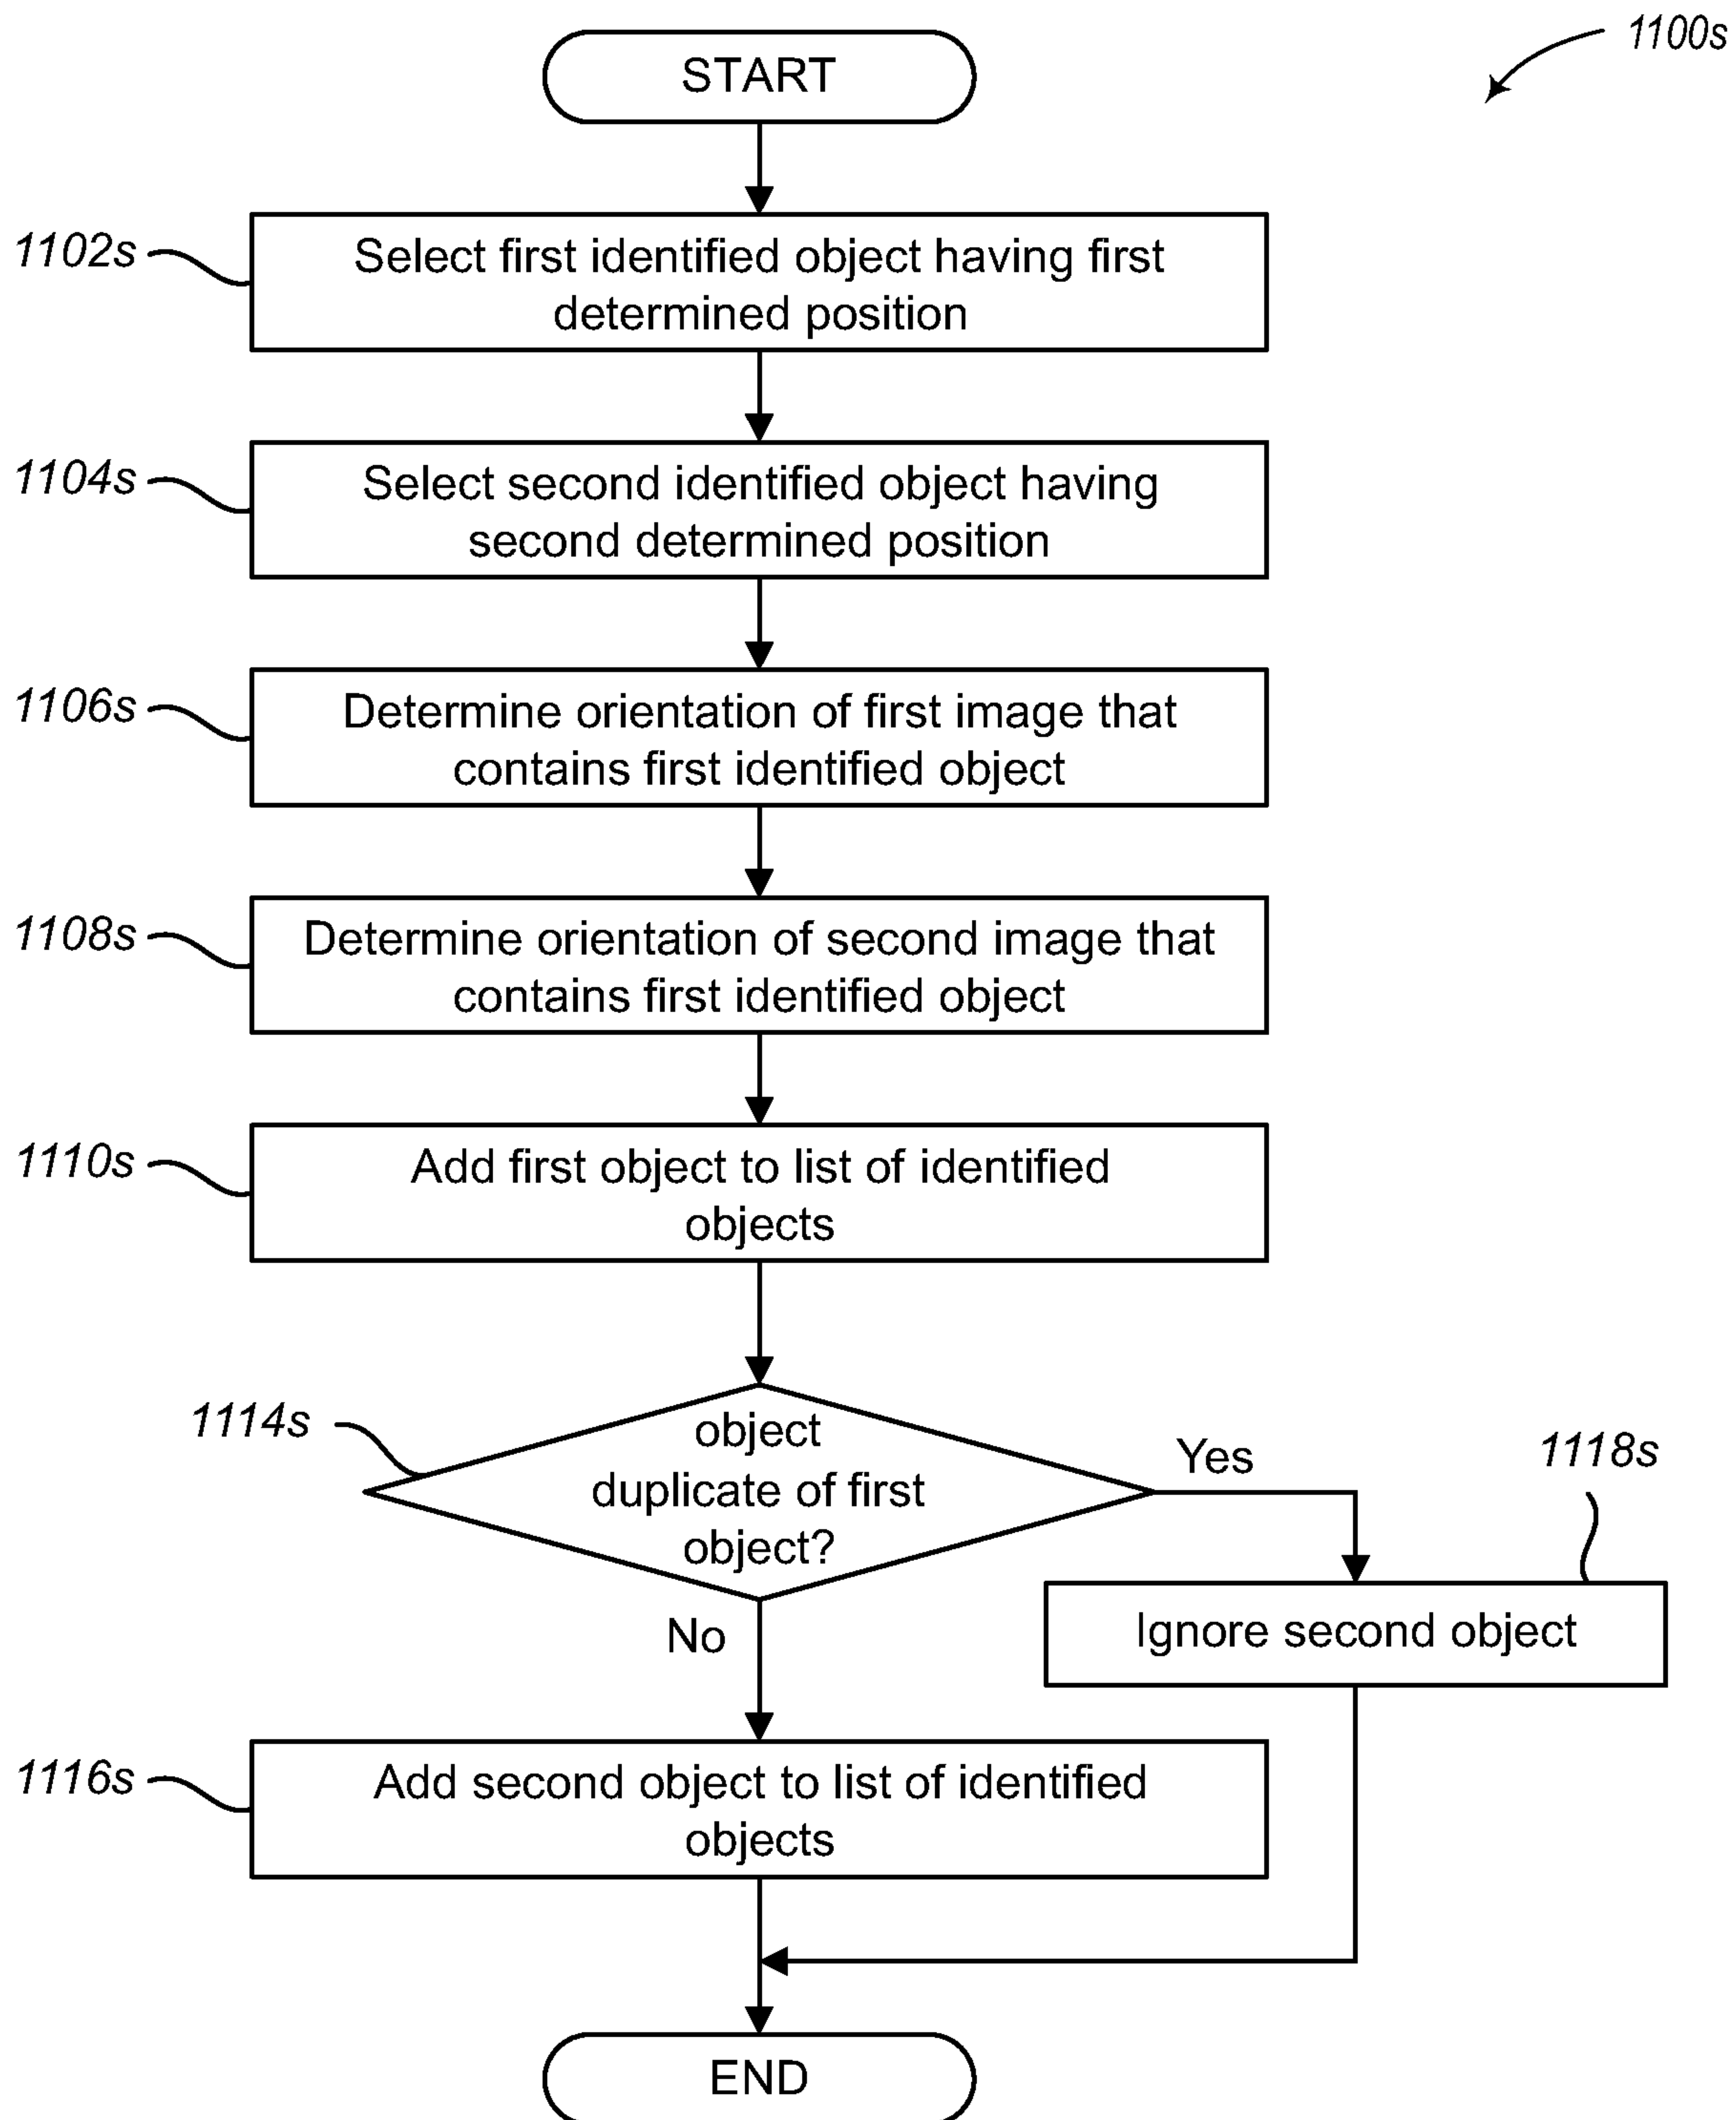 1100s
START
1102s
Select first identified object having first
determined position
1104s
Select second identified object having
second determined position
1106s
Determine orientation of first image that
contains first identified object
1108s
Determine orientation of second image that
contains first identified object
1110s
Add first object to list of identified
objects
1114s
object
duplicate of first
object?
Yes
1118s
Ignore second object
No
1116s
Add second object to list of identified
objects
END